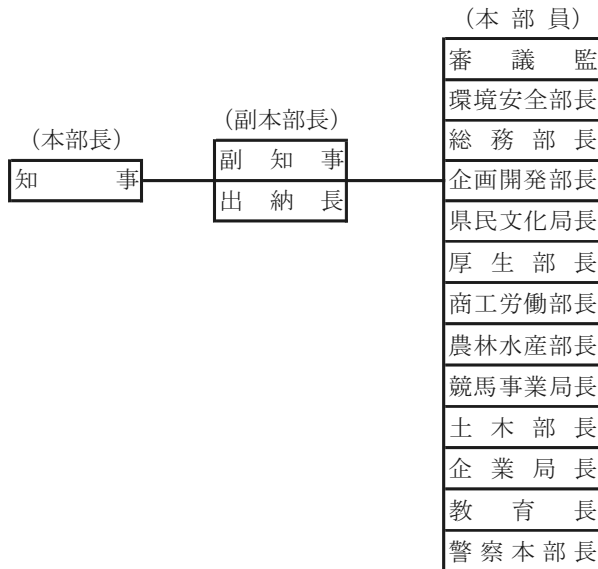 (本部長)
知事
(副本部長)
副知事
出納長
(本部員)
審議監
環境安全部長
総務部長
企画開発部長
県民文化局長
厚生部長
商工労働部長
農林水産部長
競馬事業局長
土木部長
企業局長
教育長
警察本部長